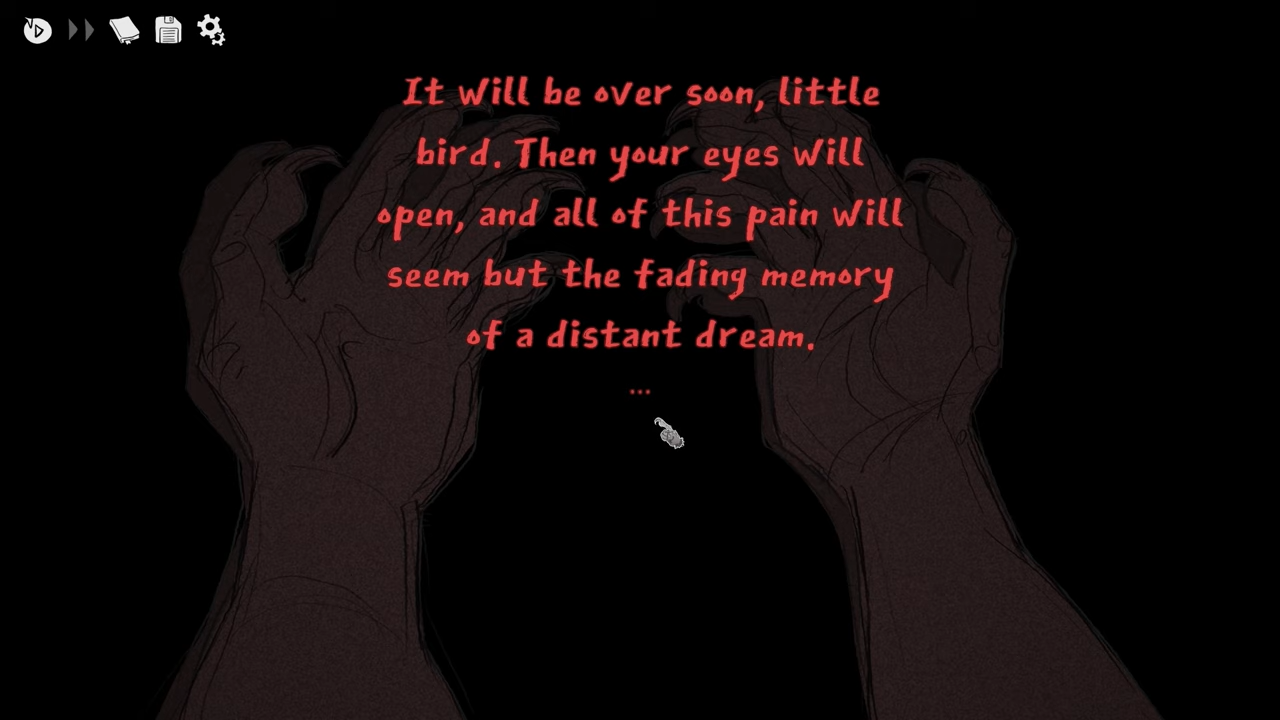 It will be over soon, little
bird. Then your eyes will
open, and all of this pain will
seem but the fading memory
of a distant dream.
...